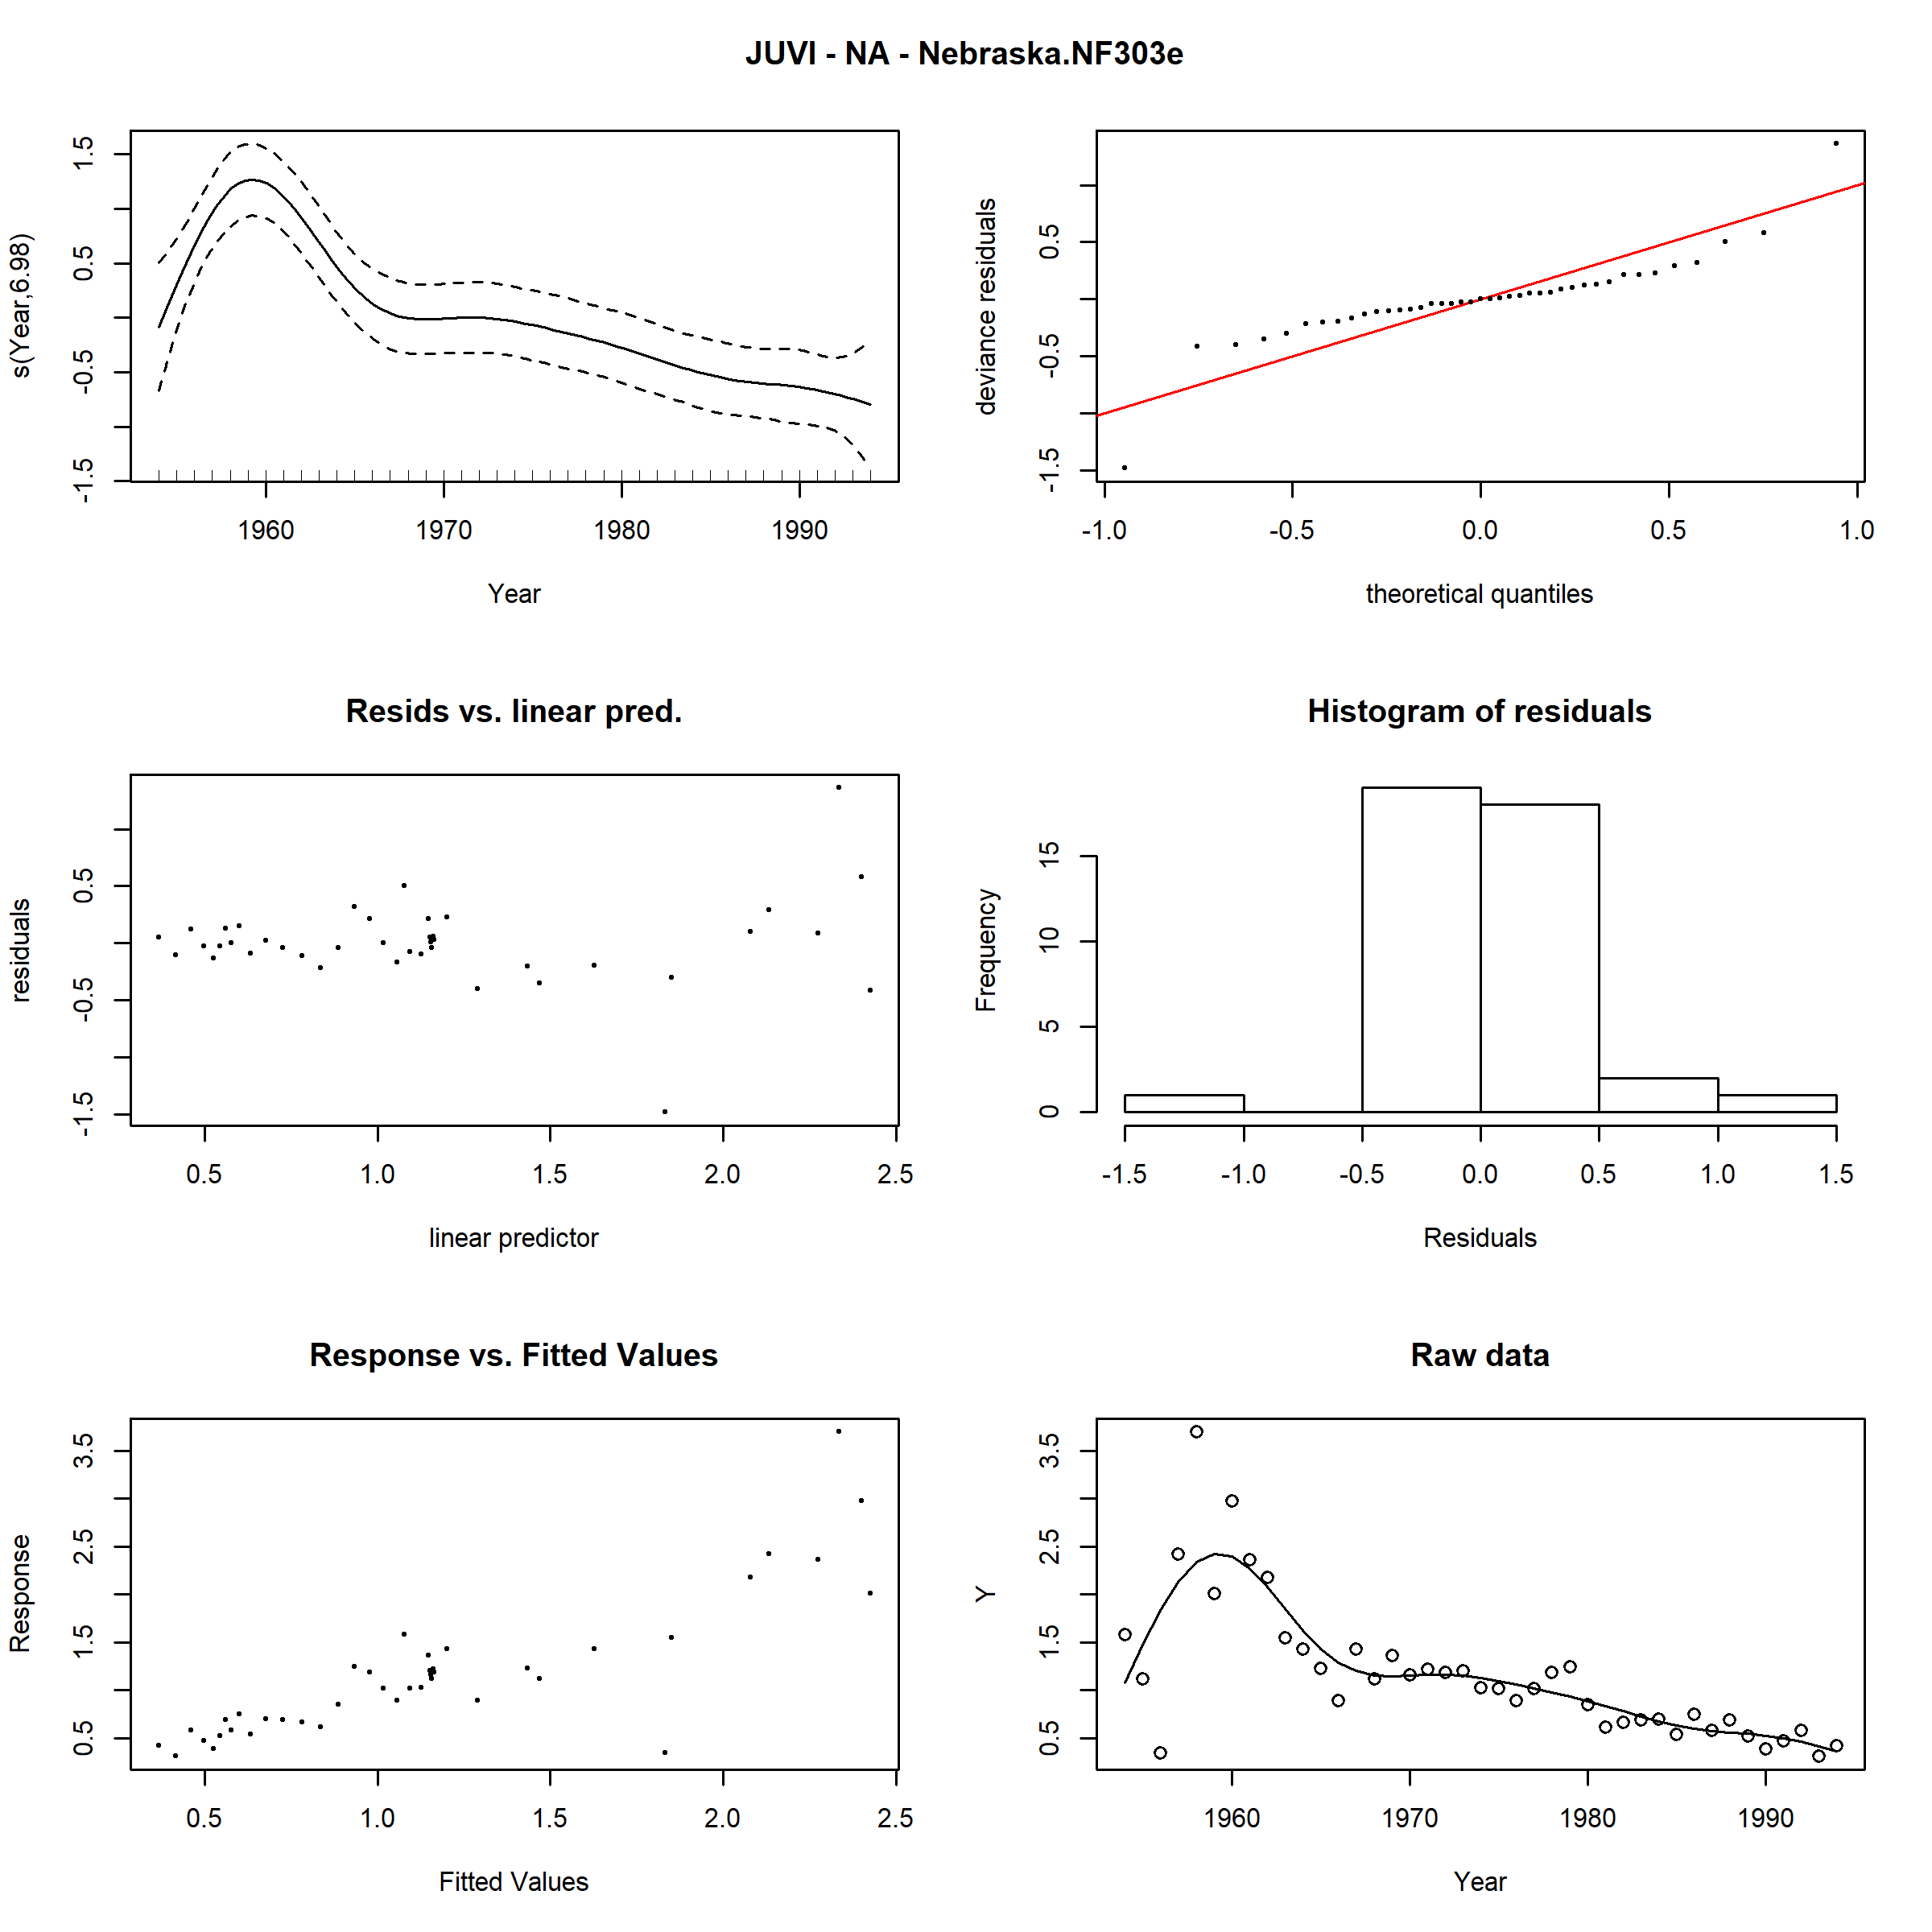 JUVI - NA - Nebraska.NF303e
s(Year,6.98)
-1.5 -0.5 0.5 1.5
1960 1970 1980 1990
Year
deviance residuals
-1.5 -0.5 0.5
-1.0 -0.5 0.0 0.5 1.0
theoretical quantiles
Resids vs. linear pred.
residuals
-1.5 -0.5 0.5
0.5 1.0 1.5 2.0 2.5
linear predictor
Histogram of residuals
Frequency
0 5 10 15
-1.5 -1.0 -0.5 0.0 0.5 1.0 1.5
Residuals
Response vs. Fitted Values
Response
0.5 1.5 2.5 3.5
0.5 1.0 1.5 2.0 2.5
Fitted Values
Raw data
Y
0.5 1.5 2.5 3.5
1960 1970 1980 1990
Year